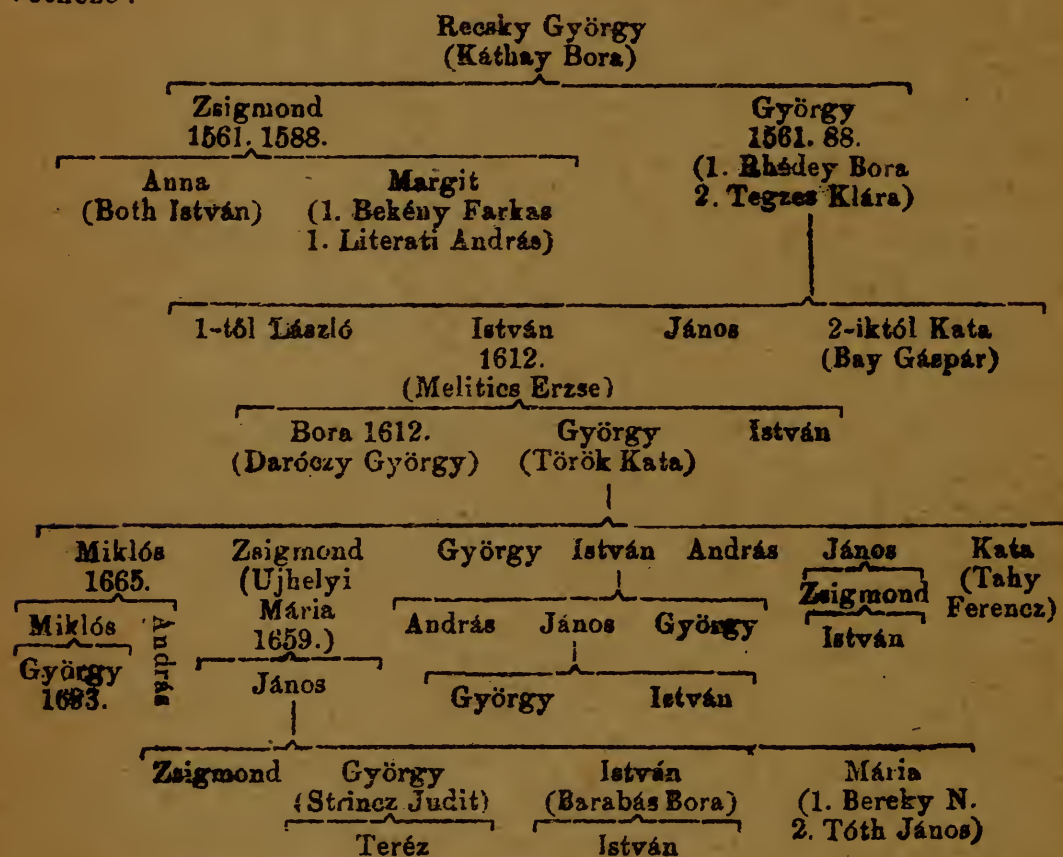 Recsky György
(Káthay Bora)
Zsigmond György
1561. 1588. 1561. 88.
Anna Margit (1. Rhédey Bora
(Both István) (1. Bekény Farkas 2. Tegzes Klára)
1. Literati András)
1-től László István János 2-iktól Kata
1612. (Bay Gáspár)
(Melitics Erzse)
Bora 1612. György István
(Daróczy György) (Török Kata)
Miklós Zsigmond György István András János Kata
1665. (Ujhelyi Zsigmond (Tahy
Miklós András Mária András János György István Ferencz)
György 1659.)
1683. János György István
Zsigmond György István Mária
(Strincz Judit) (Barabás Bora) (1. Bereky N.
Teréz István 2. Tóth János)